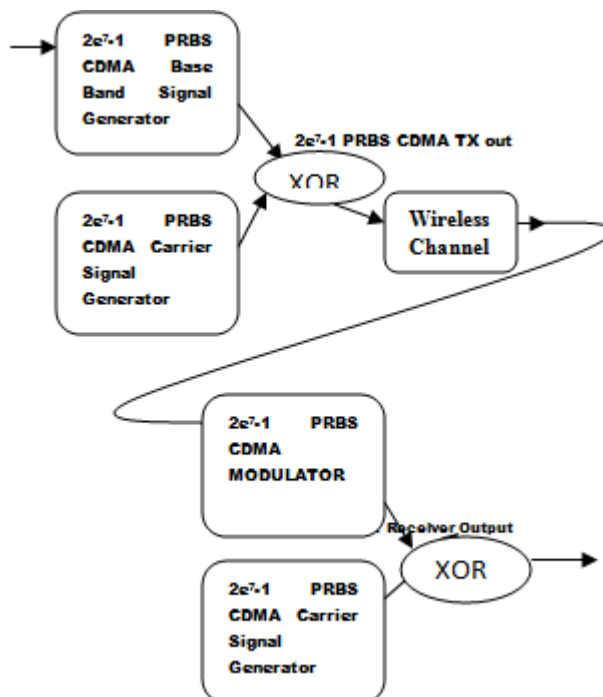 2e⁷-1 PRBS
CDMA Base
Band Signal
Generator
2e⁷-1 PRBS CDMA TX out
XOR
2e⁷-1 PRBS
CDMA Carrier
Signal
Generator
Wireless
Channel
2e⁷-1 PRBS
CDMA
MODULATOR
Receiver Output
XOR
2e⁷-1 PRBS
CDMA Carrier
Signal
Generator